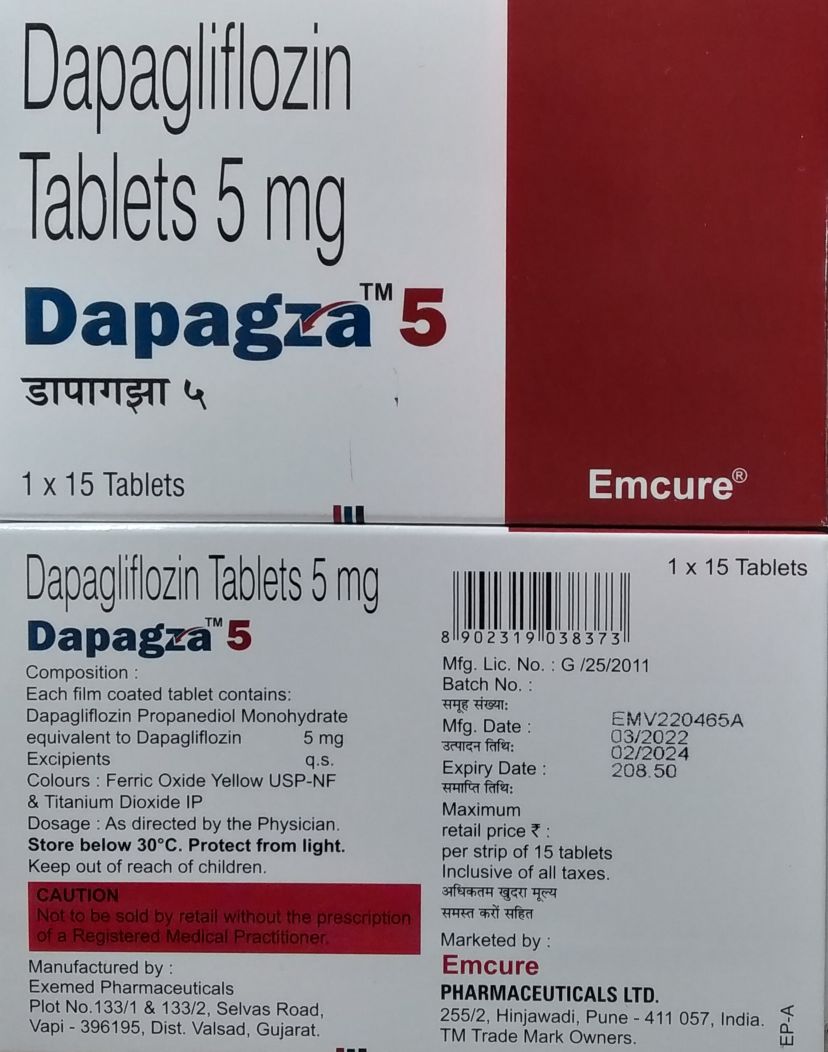 Dapagliflozin
Tablets 5 mg
Dapagza™ 5
डापागझा ५
1 x 15 Tablets
Emcure®
Dapagliflozin Tablets 5 mg
Dapagza™ 5
Composition :
Each film coated tablet contains:
Dapagliflozin Propanediol Monohydrate
equivalent to Dapagliflozin 5 mg
Excipients q.s.
Colours : Ferric Oxide Yellow USP-NF
& Titanium Dioxide IP
Dosage : As directed by the Physician.
Store below 30°C. Protect from light.
Keep out of reach of children.
CAUTION
Not to be sold by retail without the prescription
of a Registered Medical Practitioner.
Manufactured by :
Exemed Pharmaceuticals
Plot No.133/1 & 133/2, Selvas Road,
Vapi - 396195, Dist. Valsad, Gujarat.
1 x 15 Tablets
8 902319 038373
Mfg. Lic. No. : G /25/2011
Batch No. :
समूह संख्या:
Mfg. Date :
उत्पादन तिथि:
Expiry Date :
समाप्ति तिथि:
EMV220465A
03/2022
02/2024
208.50
Maximum
retail price ₹ :
per strip of 15 tablets
Inclusive of all taxes.
अधिकतम खुदरा मूल्य
समस्त करों सहित
Marketed by :
Emcure
PHARMACEUTICALS LTD.
255/2, Hinjawadi, Pune - 411 057, India.
TM Trade Mark Owners.
EP-A